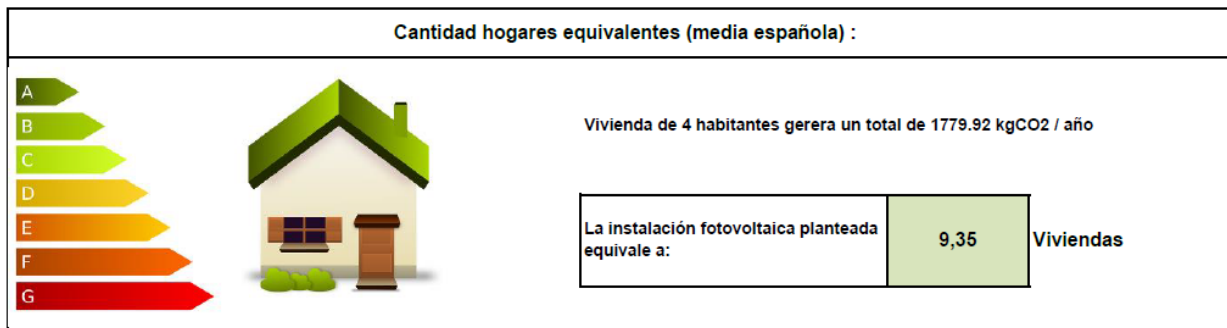 Cantidad hogares equivalentes (media española) :
A
B
C
D
E
F
G
Vivienda de 4 habitantes gerera un total de 1779.92 kgCO2 / año
La instalación fotovoltaica planteada
equivale a:
9,35
Viviendas